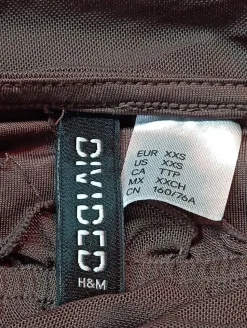 DIVIDED
H&M
EUR XXS
US XXS
CA TTP
MX XXCH
CN 160/76A